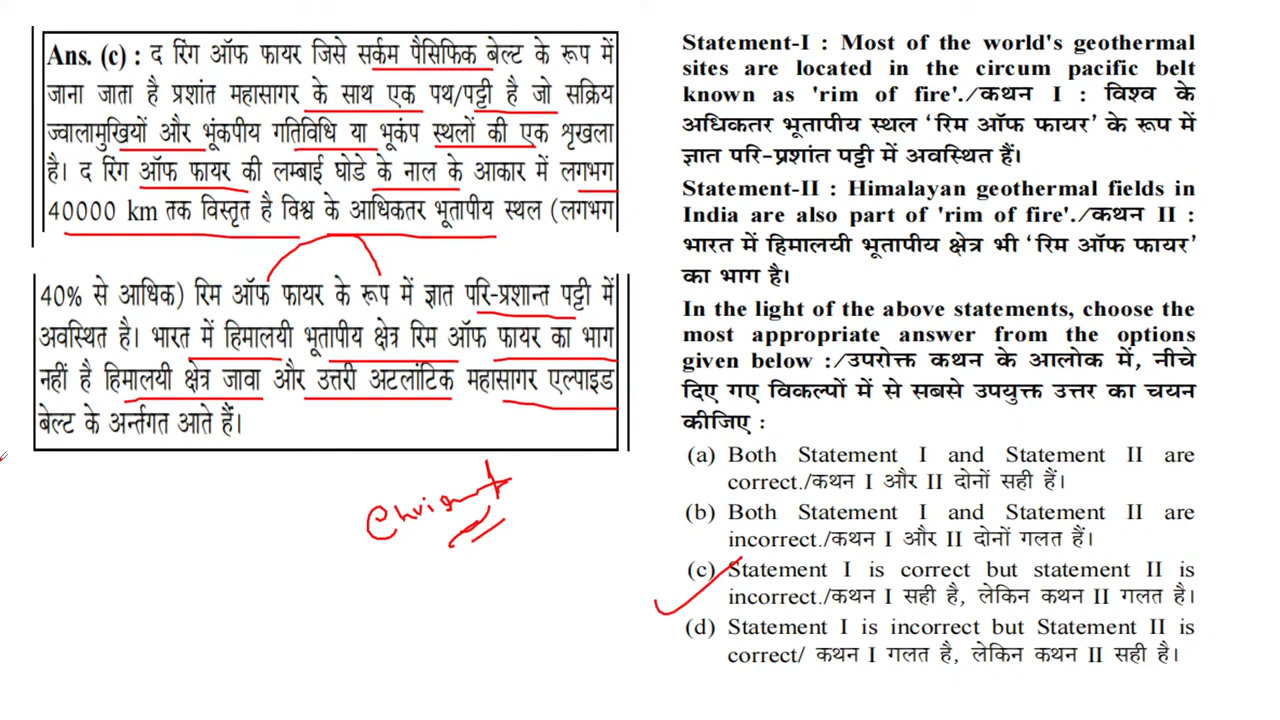 Ans. (c) : द रिंग ऑफ फायर जिसे सर्कम पैसिफिक बेल्ट के रूप में
जाना जाता है प्रशांत महासागर के साथ एक पथ/पट्टी है जो सक्रिय
ज्वालामुखियों और भूंकपीय गतिविधि या भूकंप स्थलों की एक श्रृखला
है। द रिंग ऑफ फायर की लम्बाई घोडे के नाल के आकार में लगभग
40000 km तक विस्तृत है विश्व के आधिकतर भूतापीय स्थल (लगभग
40% से आधिक) रिम ऑफ फायर के रूप में ज्ञात परि-प्रशान्त पट्टी में
अवस्थित है। भारत में हिमालयी भूतापीय क्षेत्र रिम ऑफ फायर का भाग
नहीं है हिमालयी क्षेत्र जावा और उत्तरी अटलांटिक महासागर एल्पाइड
बेल्ट के अर्न्तगत आते हैं।
Statement-I : Most of the world's geothermal
sites are located in the circum pacific belt
known as 'rim of fire'./कथन I : विश्व के
अधिकतर भूतापीय स्थल ‘रिम ऑफ फायर’ के रूप में
ज्ञात परि-प्रशांत पट्टी में अवस्थित हैं।
Statement-II : Himalayan geothermal fields in
India are also part of 'rim of fire'./कथन II :
भारत में हिमालयी भूतापीय क्षेत्र भी ‘रिम ऑफ फायर’
का भाग है।
In the light of the above statements, choose the
most appropriate answer from the options
given below :/उपरोक्त कथन के आलोक में, नीचे
दिए गए विकल्पों में से सबसे उपयुक्त उत्तर का चयन
कीजिए :
(a) Both Statement I and Statement II are
correct./कथन I और II दोनों सही हैं।
(b) Both Statement I and Statement II are
incorrect./कथन I और II दोनों गलत हैं।
(c) Statement I is correct but statement II is
incorrect./कथन I सही है, लेकिन कथन II गलत है।
(d) Statement I is incorrect but Statement II is
correct/ कथन I गलत है, लेकिन कथन II सही है।